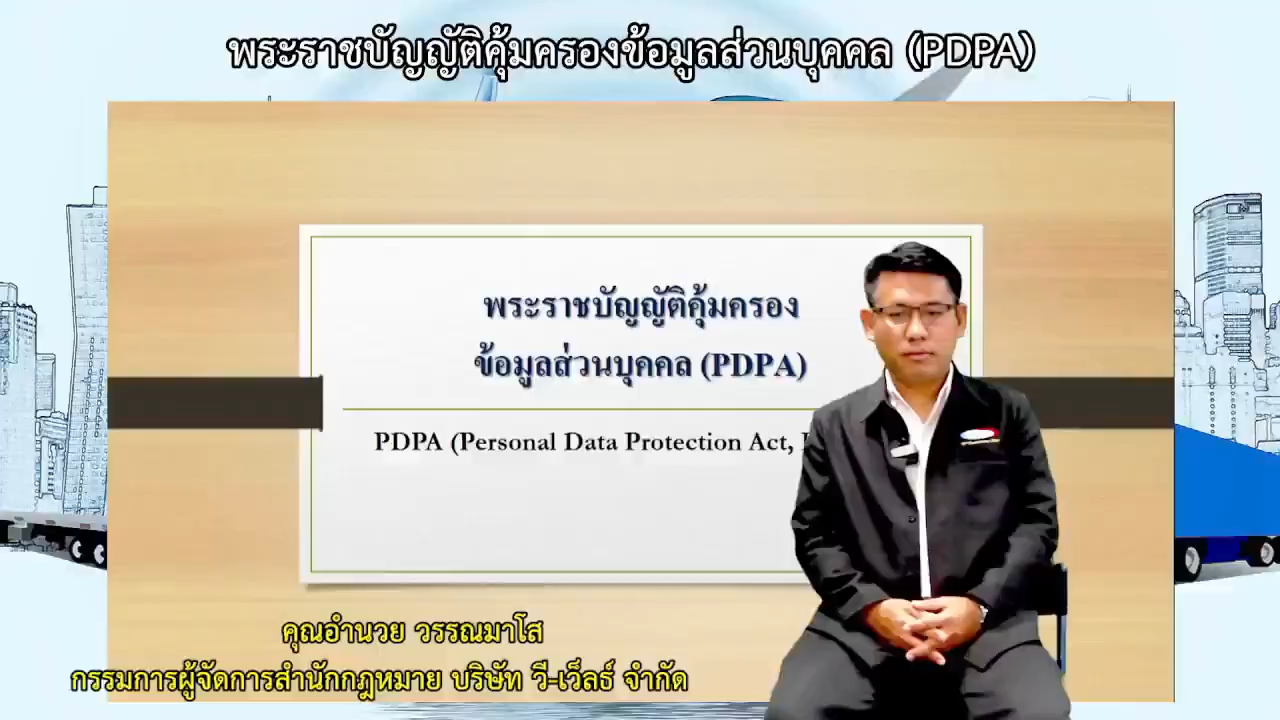 พระราชบัญญัติคุ้มครองข้อมูลส่วนบุคคล (PDPA)
พระราชบัญญัติคุ้มครอง
ข้อมูลส่วนบุคคล (PDPA)
PDPA (Personal Data Protection Act,
คุณอำนวย วรรณมาโส
กรรมการผู้จัดการสำนักกฎหมาย บริษัท วี-เว็ลธ์ จำกัด